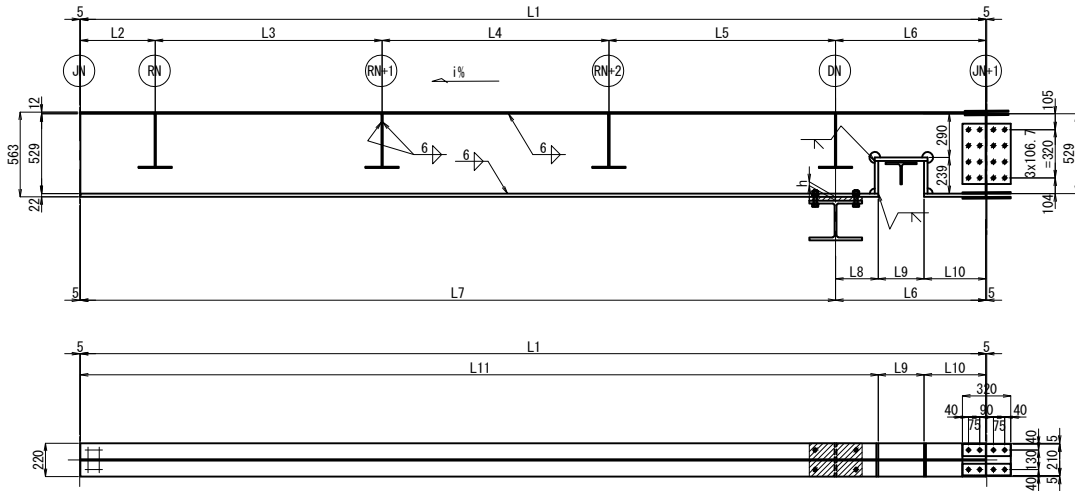 5 L1 5
L2 L3 L4 L5 L6
JN RN RN+1 RN+2 DN JN+1
i%
12
563 529
22
6 6 6
h
290
239
105
3x106.7
=320
104
529
L8 L9 L10
5 L7 L6 5
5 L1 5
L11 L9 L10
320
40 90 40
75 75
220
40 5
130 210
40 5